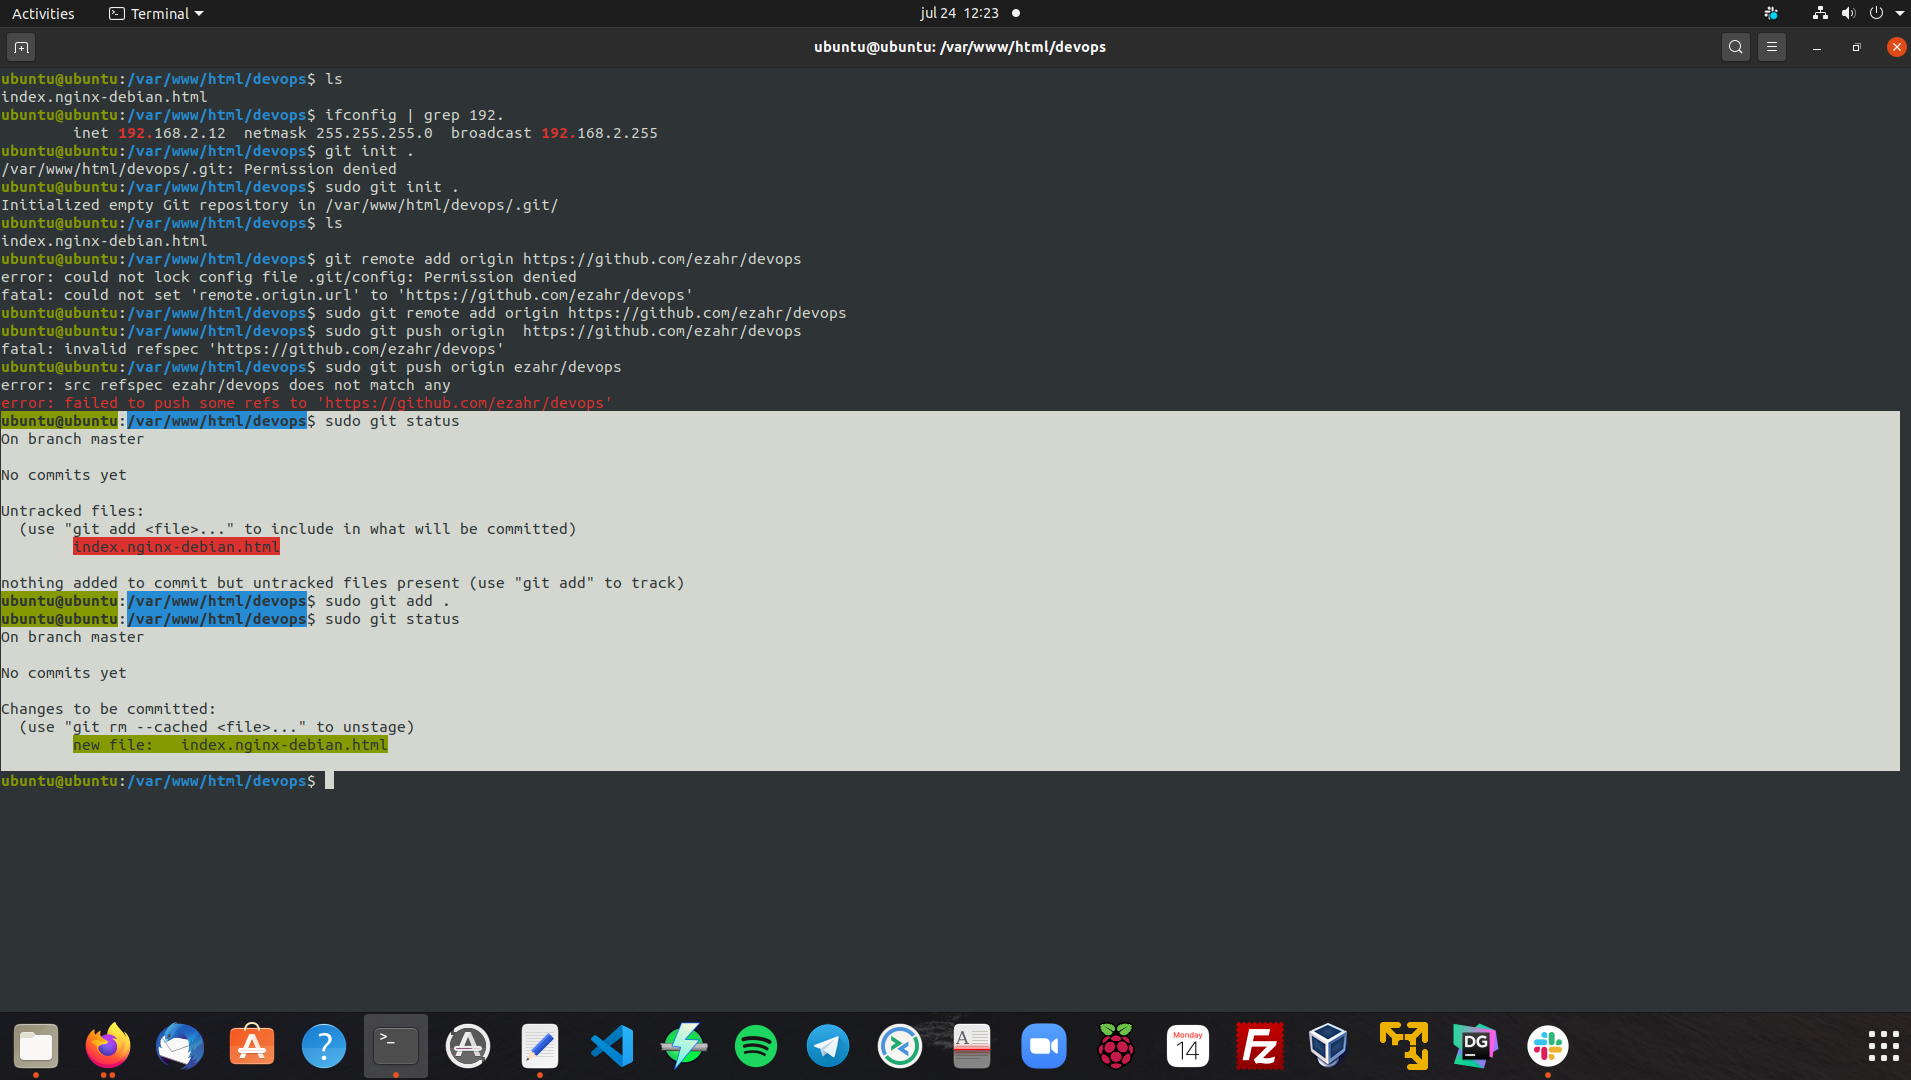 Activities
Terminal
jul 24 12:23
ubuntu@ubuntu: /var/www/html/devops
ubuntu@ubuntu:/var/www/html/devops$ ls
index.nginx-debian.html
ubuntu@ubuntu:/var/www/html/devops$ ifconfig | grep 192.
        inet 192.168.2.12  netmask 255.255.255.0  broadcast 192.168.2.255
ubuntu@ubuntu:/var/www/html/devops$ git init .
/var/www/html/devops/.git: Permission denied
ubuntu@ubuntu:/var/www/html/devops$ sudo git init .
Initialized empty Git repository in /var/www/html/devops/.git/
ubuntu@ubuntu:/var/www/html/devops$ ls
index.nginx-debian.html
ubuntu@ubuntu:/var/www/html/devops$ git remote add origin https://github.com/ezahr/devops
error: could not lock config file .git/config: Permission denied
fatal: could not set 'remote.origin.url' to 'https://github.com/ezahr/devops'
ubuntu@ubuntu:/var/www/html/devops$ sudo git remote add origin https://github.com/ezahr/devops
ubuntu@ubuntu:/var/www/html/devops$ sudo git push origin  https://github.com/ezahr/devops
fatal: invalid refspec 'https://github.com/ezahr/devops'
ubuntu@ubuntu:/var/www/html/devops$ sudo git push origin ezahr/devops
error: src refspec ezahr/devops does not match any
error: failed to push some refs to 'https://github.com/ezahr/devops'
ubuntu@ubuntu:/var/www/html/devops$ sudo git status
On branch master
No commits yet
Untracked files:
  (use "git add <file>..." to include in what will be committed)
        index.nginx-debian.html
nothing added to commit but untracked files present (use "git add" to track)
ubuntu@ubuntu:/var/www/html/devops$ sudo git add .
ubuntu@ubuntu:/var/www/html/devops$ sudo git status
On branch master
No commits yet
Changes to be committed:
  (use "git rm --cached <file>..." to unstage)
        new file:   index.nginx-debian.html
ubuntu@ubuntu:/var/www/html/devops$
Monday
14
Fz
DG